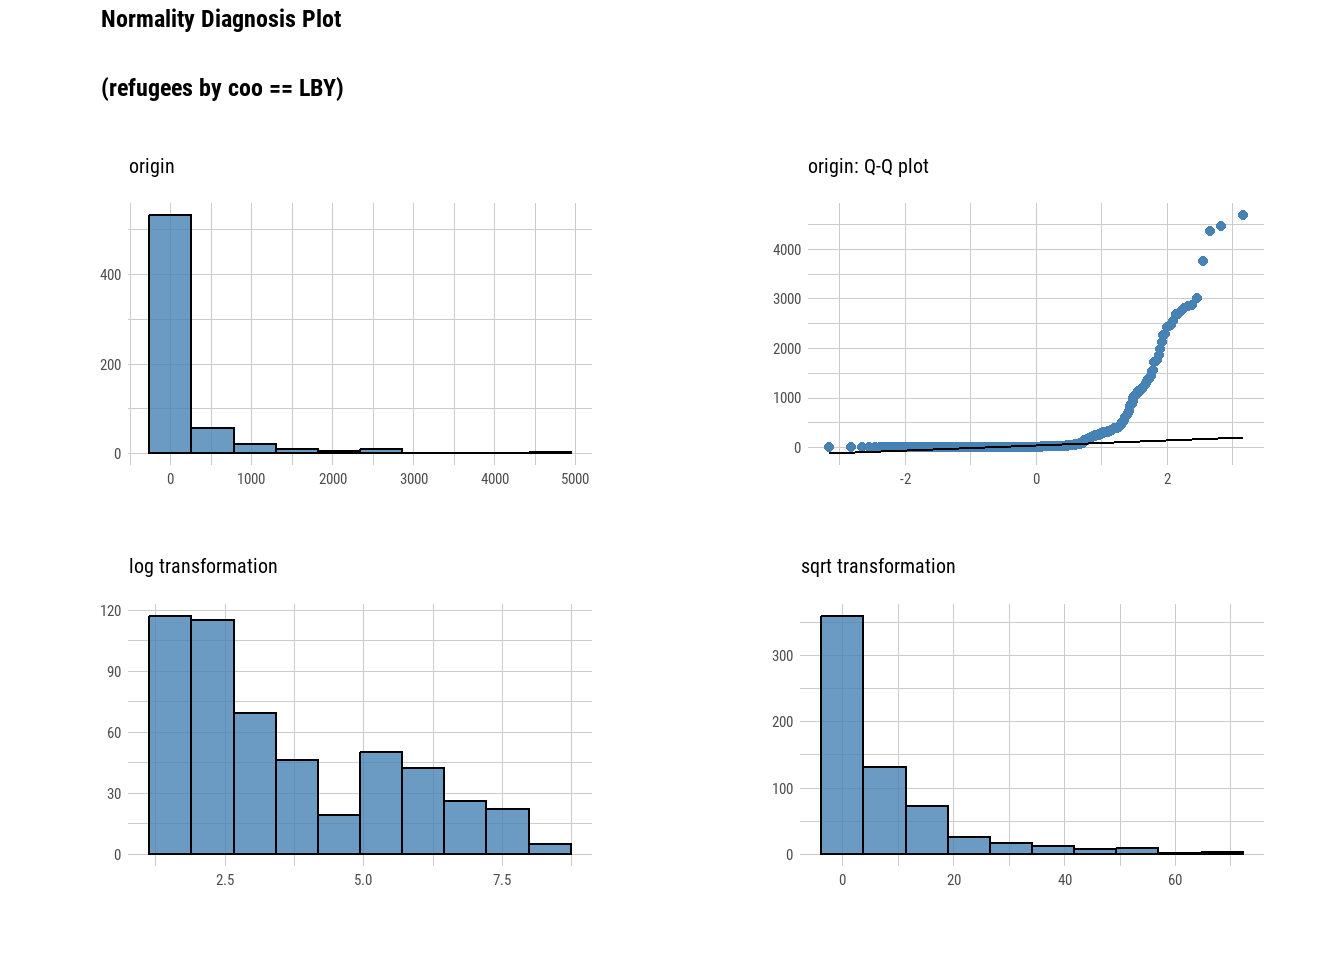 Normality Diagnosis Plot
(refugees by coo == LBY)
origin
400
200
0
0 1000 2000 3000 4000 5000
origin: Q-Q plot
4000
3000
2000
1000
0
-2 0 2
log transformation
120
90
60
30
0
2.5 5.0 7.5
sqrt transformation
300
200
100
0
0 20 40 60